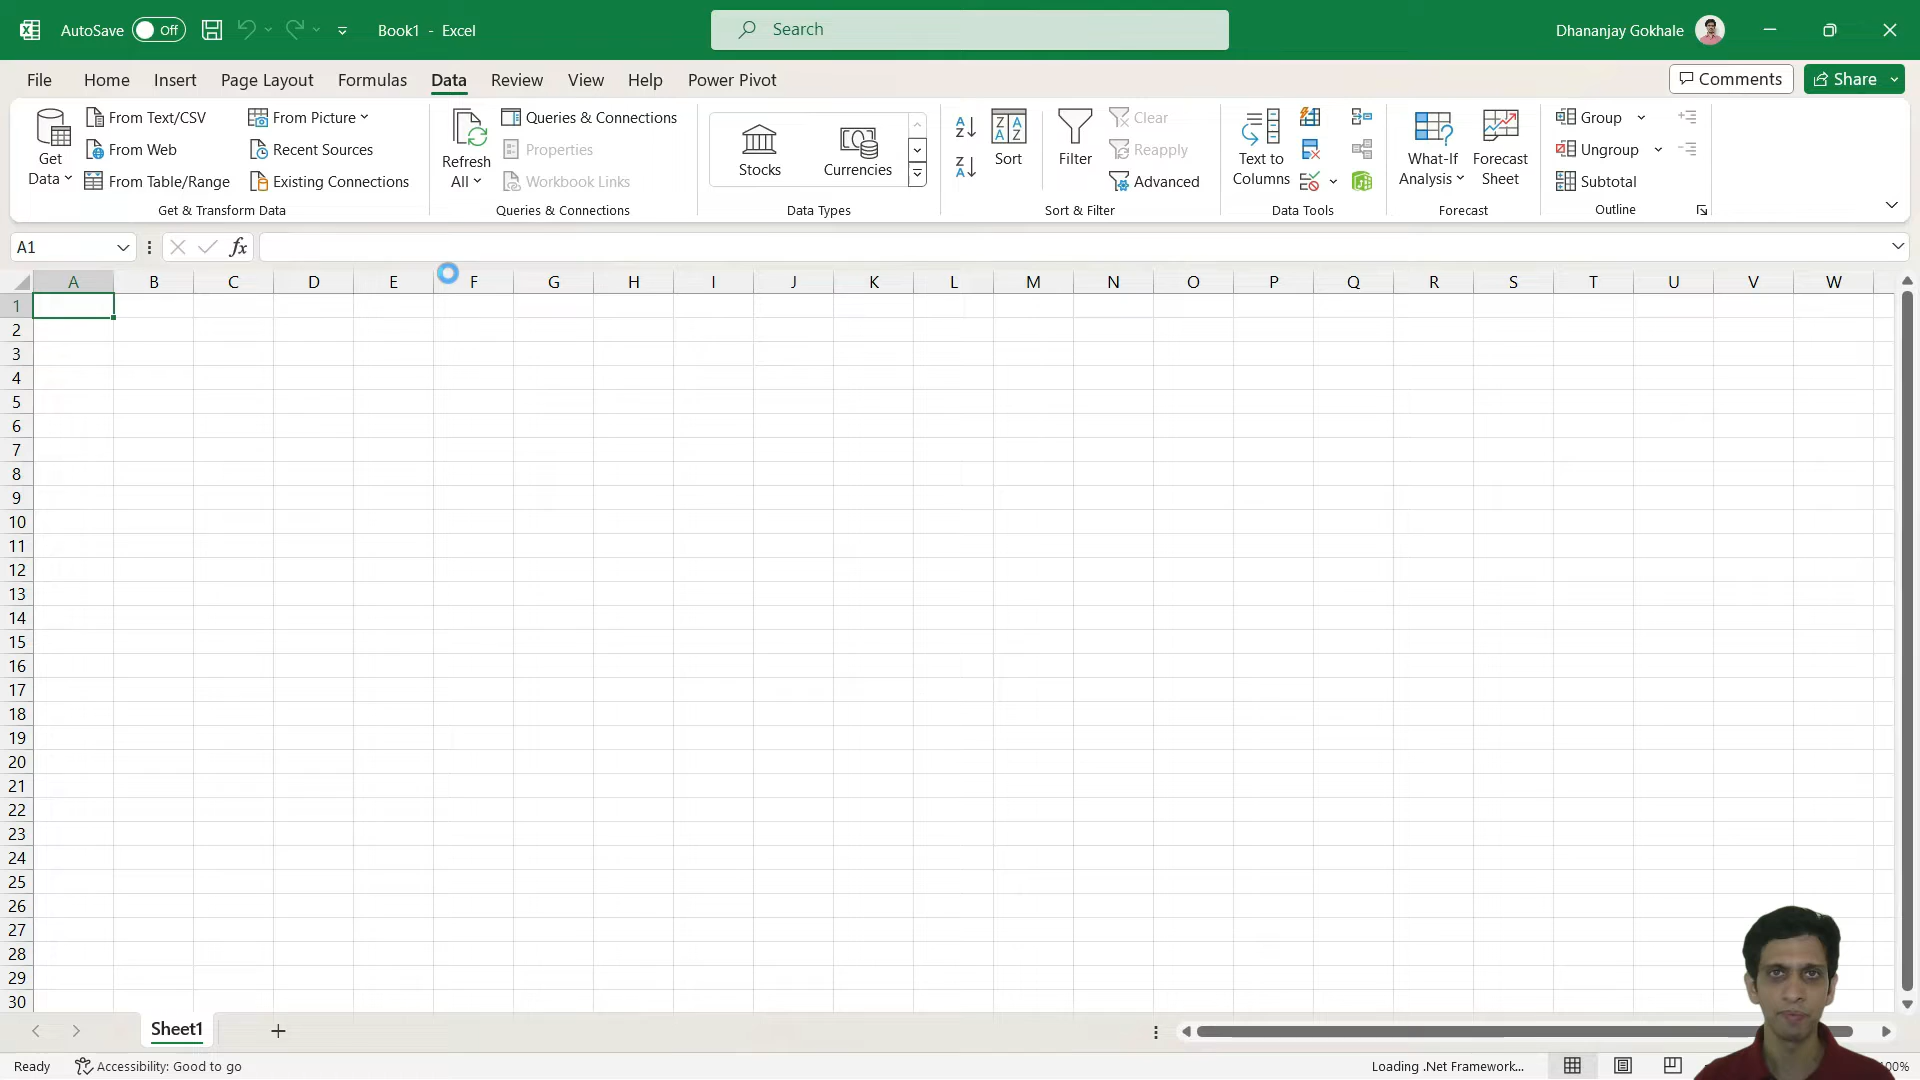 AutoSave Off Book1 - Excel Search Dhananjay Gokhale
File Home Insert Page Layout Formulas Data Review View Help Power Pivot Comments Share
Get Data
From Text/CSV
From Web
From Table/Range
From Picture
Recent Sources
Existing Connections
Get & Transform Data
Refresh All
Queries & Connections
Properties
Workbook Links
Queries & Connections
Stocks
Currencies
Data Types
Sort
Filter
Clear
Reapply
Advanced
Sort & Filter
Text to Columns
Data Tools
What-If Analysis
Forecast Sheet
Forecast
Group
Ungroup
Subtotal
Outline
A1 fx
A B C D E F G H I J K L M N O P Q R S T U V W
1
2
3
4
5
6
7
8
9
10
11
12
13
14
15
16
17
18
19
20
21
22
23
24
25
26
27
28
29
30
Sheet1
Ready Accessibility: Good to go Loading .Net Framework... 100%